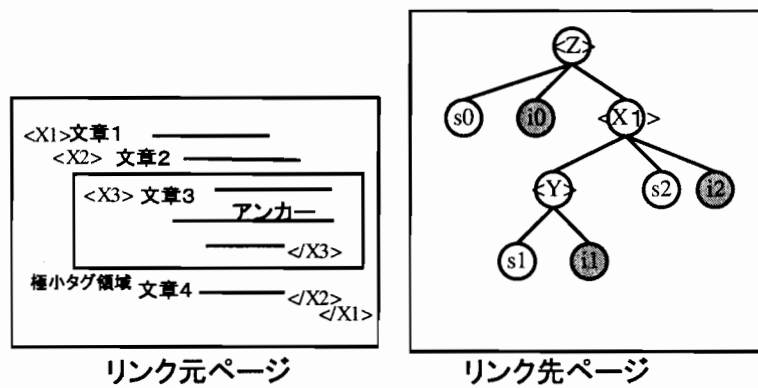 <X1>文章1
<X2> 文章2
<X3> 文章3
アンカー
</X3>
極小タグ領域 文章4
</X2>
</X1>
リンク元ページ
<Z>
s0 i0 <X1>
<Y> s2 i2
s1 i1
リンク先ページ